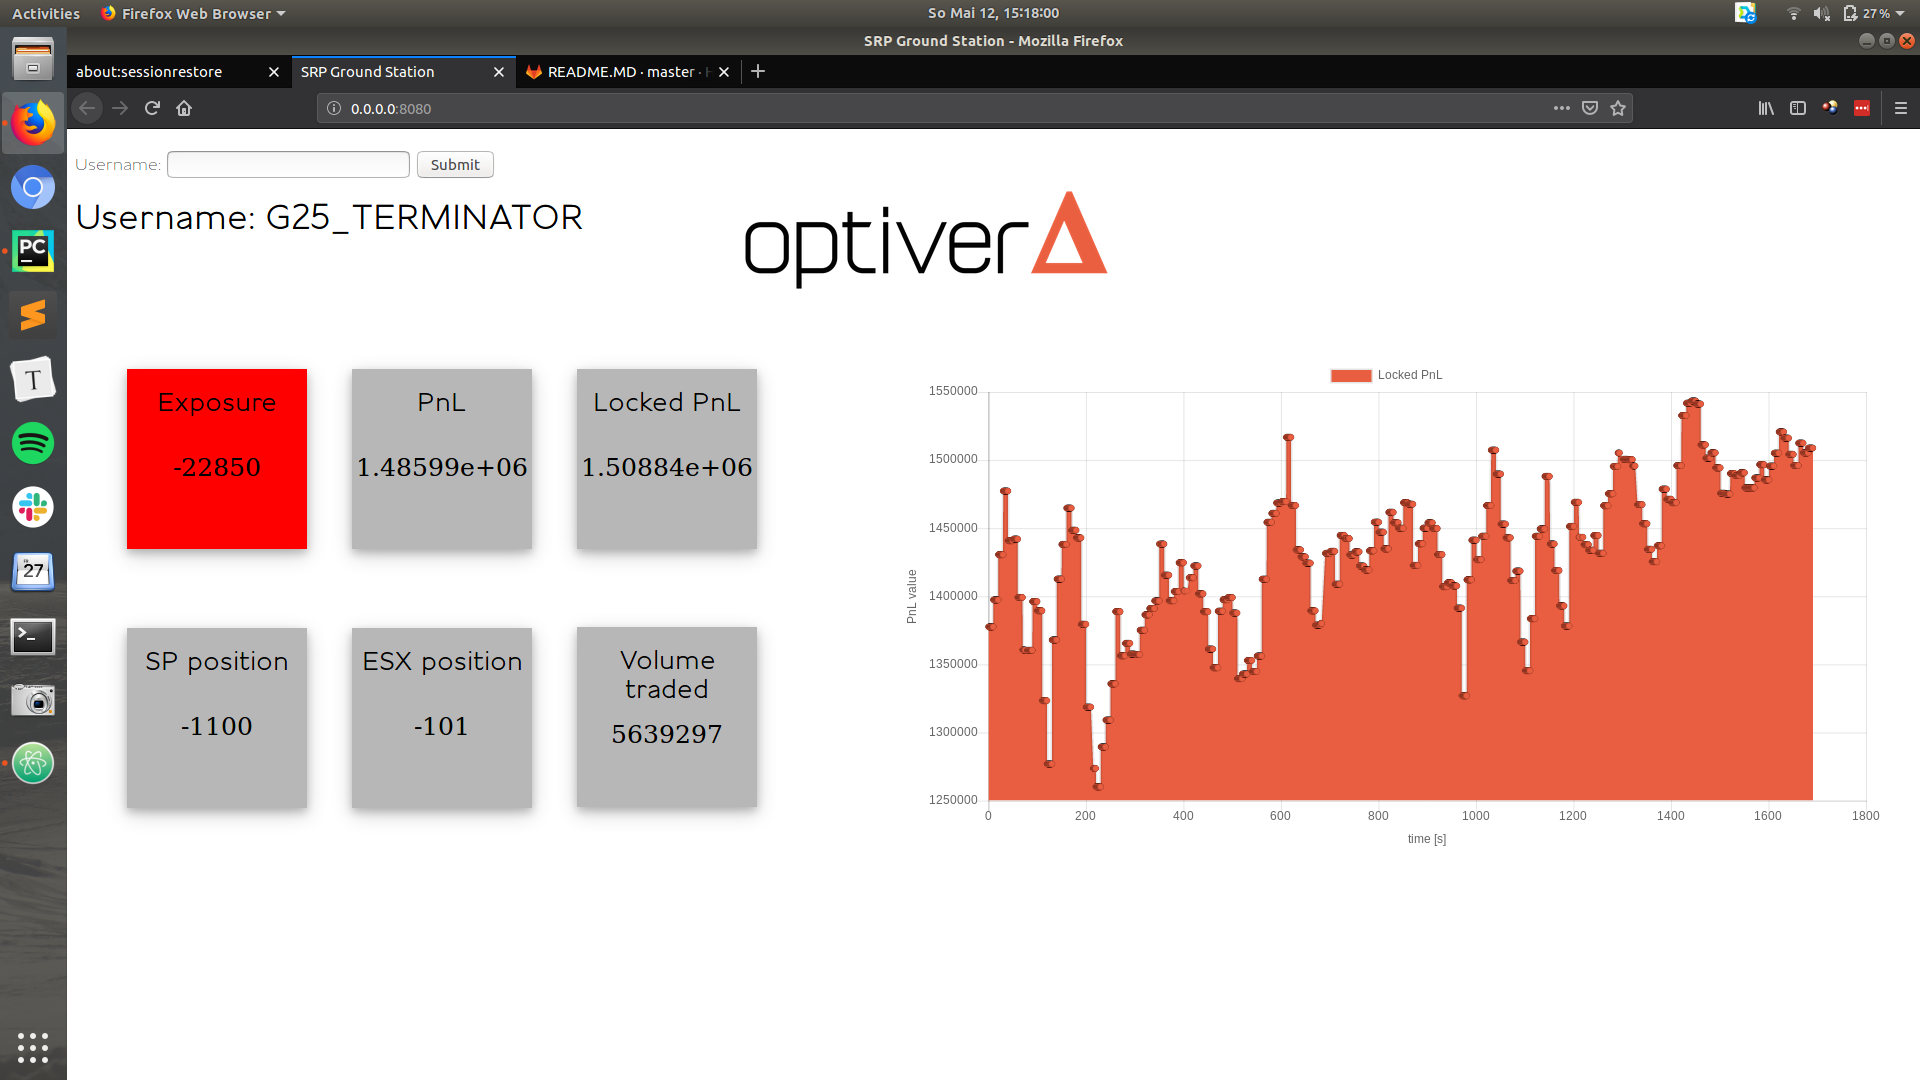 Activities
Firefox Web Browser
So Mai 12, 15:18:00
27 %
SRP Ground Station - Mozilla Firefox
about:sessionrestore
SRP Ground Station
README.MD · master ·
0.0.0.0:8080
Username:
Submit
Username: G25_TERMINATOR
optiver
Exposure
-22850
PnL
1.48599e+06
Locked PnL
1.50884e+06
SP position
-1100
ESX position
-101
Volume
traded
5639297
Locked PnL
1550000
1500000
1450000
1400000
1350000
1300000
1250000
PnL value
0
200
400
600
800
1000
1200
1400
1600
1800
time [s]
PC
T
27